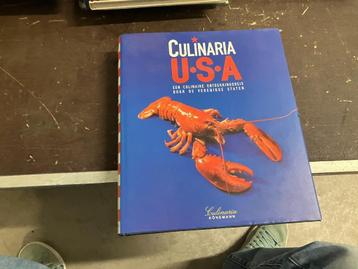 CULINARIA
U★S★A
EEN CULINAIRE ONTDEKKINGSREIS
DOOR DE VERENIGDE STATEN
Culinaria
KÖNEMANN